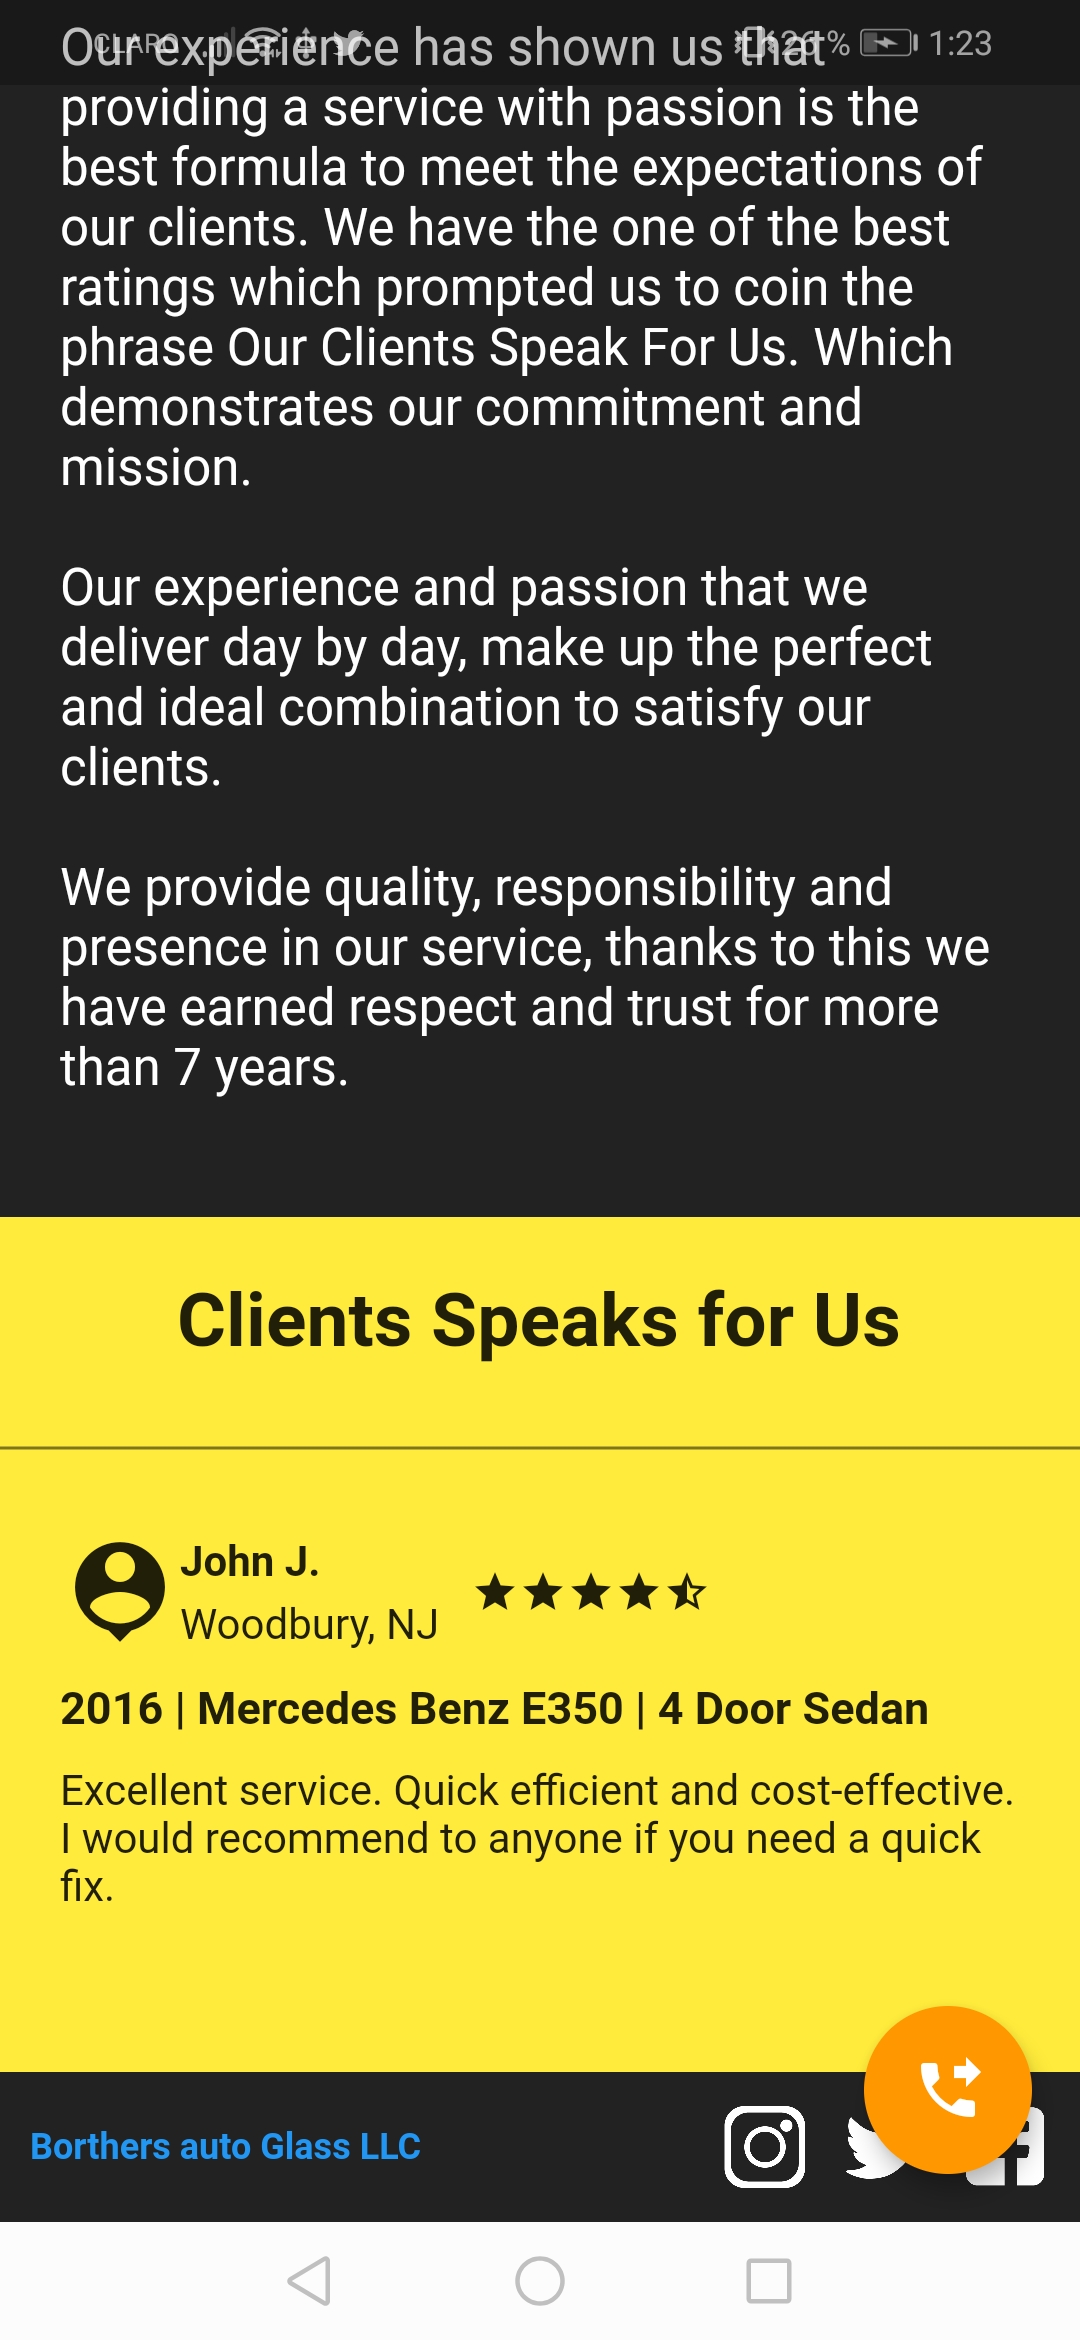 CLARO 26 % 1:23
Our experience has shown us that
providing a service with passion is the
best formula to meet the expectations of
our clients. We have the one of the best
ratings which prompted us to coin the
phrase Our Clients Speak For Us. Which
demonstrates our commitment and
mission.
Our experience and passion that we
deliver day by day, make up the perfect
and ideal combination to satisfy our
clients.
We provide quality, responsibility and
presence in our service, thanks to this we
have earned respect and trust for more
than 7 years.
Clients Speaks for Us
John J.
Woodbury, NJ
2016 | Mercedes Benz E350 | 4 Door Sedan
Excellent service. Quick efficient and cost-effective.
I would recommend to anyone if you need a quick
fix.
Borthers auto Glass LLC